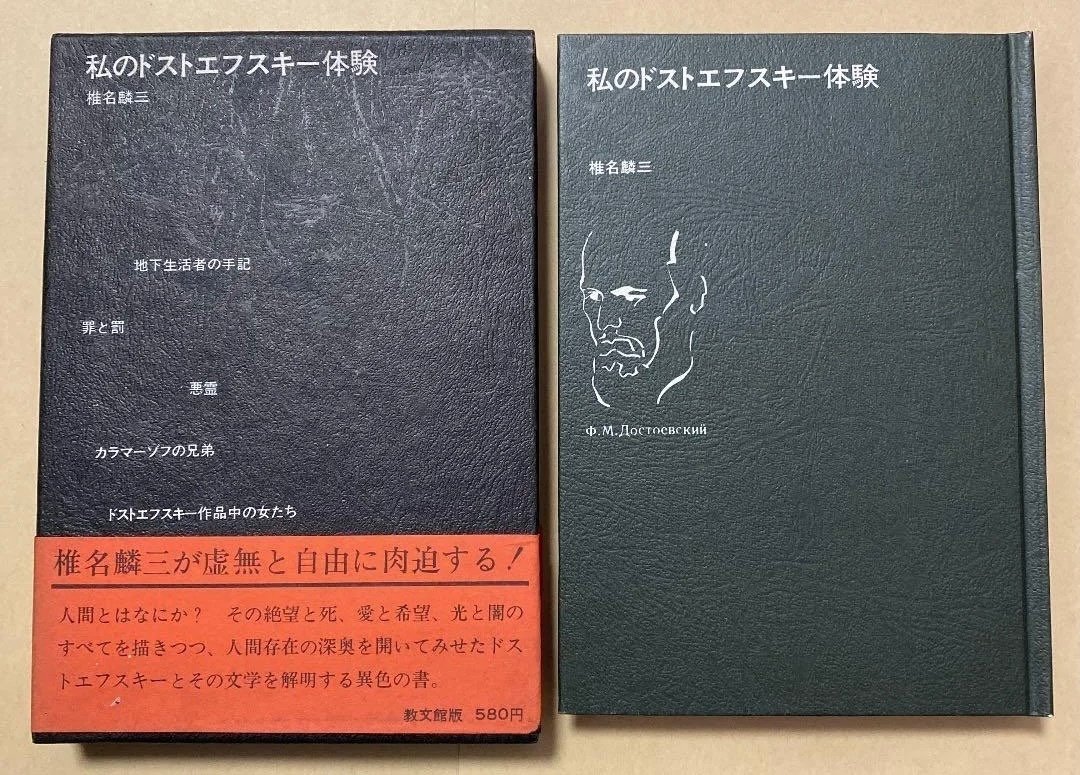 私のドストエフスキー体験
椎名麟三
地下生活者の手記
罪と罰
悪霊
カラマーゾフの兄弟
ドストエフスキー作品中の女たち
椎名麟三が虚無と自由に肉迫する！
人間とはなにか？　その絶望と死、愛と希望、光と闇の
すべてを描きつつ、人間存在の深奥を開いてみせたドス
トエフスキーとその文学を解明する異色の書。
教文館版 580円
私のドストエフスキー体験
椎名麟三
Ф.М.Достоевский